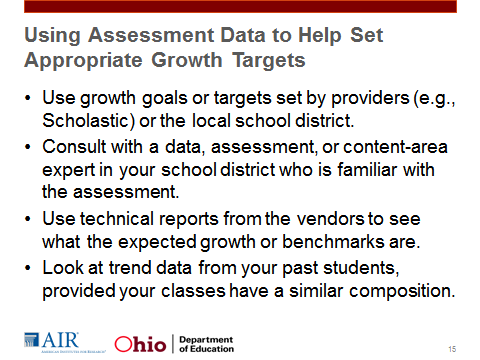 Using Assessment Data to Help Set
Appropriate Growth Targets
• Use growth goals or targets set by providers (e.g.,
Scholastic) or the local school district.
• Consult with a data, assessment, or content-area
expert in your school district who is familiar with
the assessment.
• Use technical reports from the vendors to see
what the expected growth or benchmarks are.
• Look at trend data from your past students,
provided your classes have a similar composition.
AIR
AMERICAN INSTITUTES FOR RESEARCH®
Ohio
Department
of Education
15